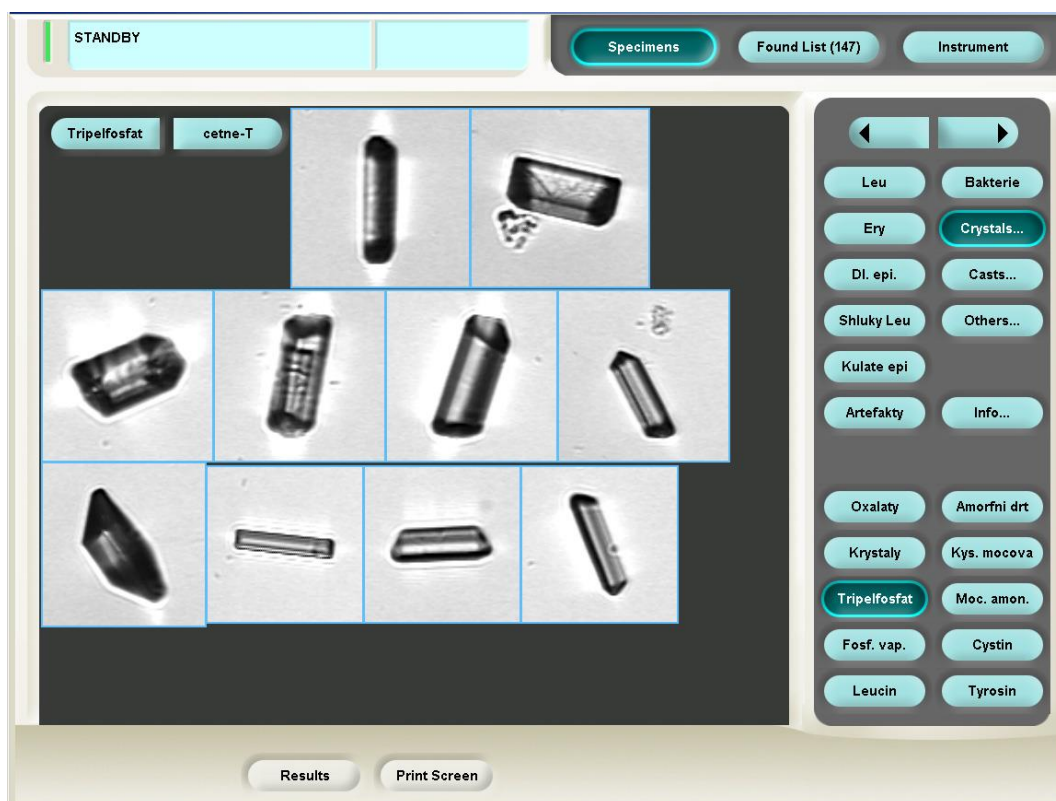 STANDBY
Specimens
Found List (147)
Instrument
Tripelfosfat
cetne-T
Leu
Bakterie
Ery
Crystals...
Dl. epi.
Casts...
Shluky Leu
Others...
Kulate epi
Artefakty
Info...
Oxalaty
Amorfni drt
Krystaly
Kys. mocova
Tripelfosfat
Moc. amon.
Fosf. vap.
Cystin
Leucin
Tyrosin
Results
Print Screen